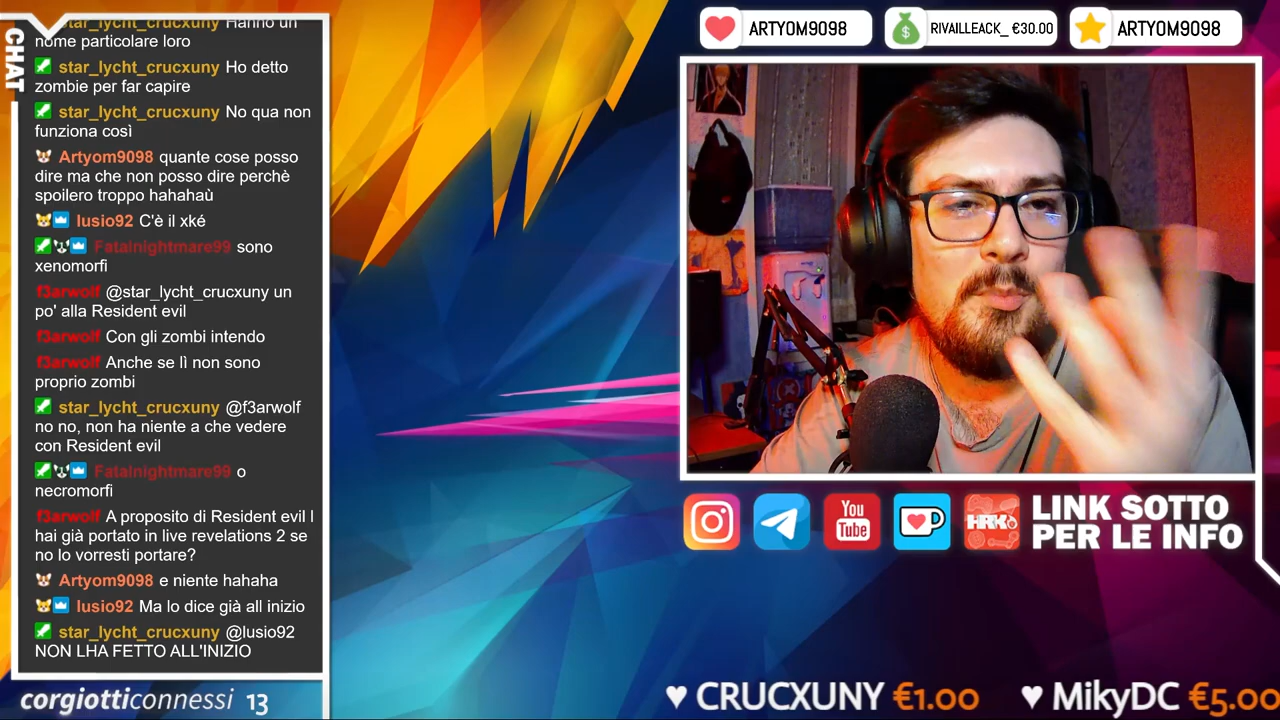 CHAT
star_lycht_crucxuny Hanno un
nome particolare loro
star_lycht_crucxuny Ho detto
zombie per far capire
star_lycht_crucxuny No qua non
funziona così
Artyom9098 quante cose posso
dire ma che non posso dire perchè
spoilero troppo hahahaù
lusio92 C'è il xké
Fatalnightmare99 sono
xenomorfi
f3arwolf @star_lycht_crucxuny un
po' alla Resident evil
f3arwolf Con gli zombi intendo
f3arwolf Anche se lì non sono
proprio zombi
star_lycht_crucxuny @f3arwolf
no no, non ha niente a che vedere
con Resident evil
Fatalnightmare99 o
necromorfi
f3arwolf A proposito di Resident evil l
hai già portato in live revelations 2 se
no lo vorresti portare?
Artyom9098 e niente hahaha
lusio92 Ma lo dice già all inizio
star_lycht_crucxuny @lusio92
NON LHA FETTO ALL'INIZIO
corgiotticonnessi 13
ARTYOM9098
RIVAILLEACK_ €30.00
ARTYOM9098
You
Tube
HRK
LINK SOTTO
PER LE INFO
♥ CRUCXUNY €1.00 ♥ MikyDC €5.00